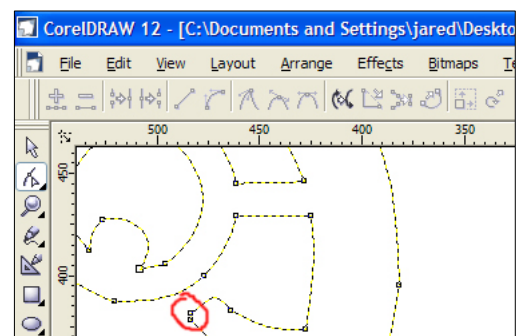 CorelDRAW 12 - [C:\Documents and Settings\jared\Deskto
File Edit View Layout Arrange Effects Bitmaps Te
500 450 400 350
450
400